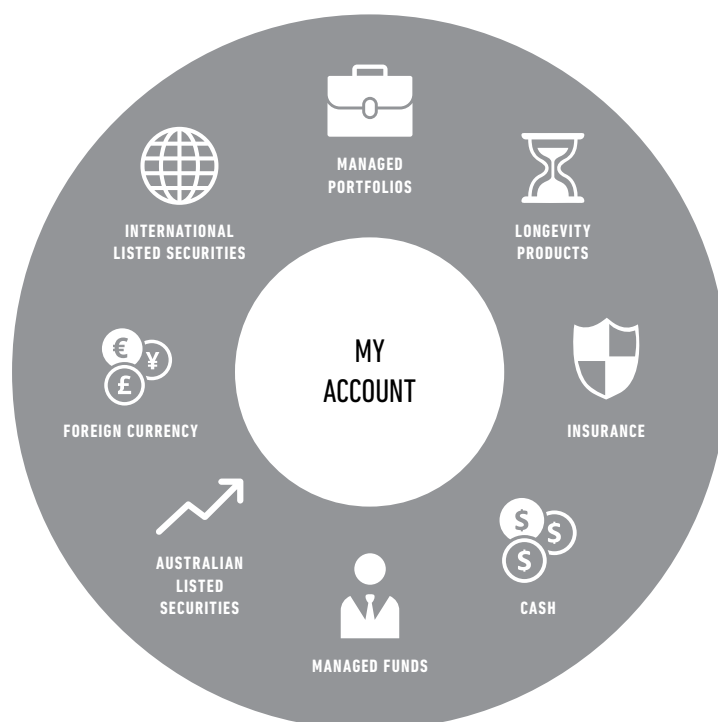 MANAGED
PORTFOLIOS
LONGEVITY
PRODUCTS
INSURANCE
$
$
$
CASH
MANAGED FUNDS
AUSTRALIAN
LISTED
SECURITIES
€
¥
£
FOREIGN CURRENCY
INTERNATIONAL
LISTED SECURITIES
MY
ACCOUNT